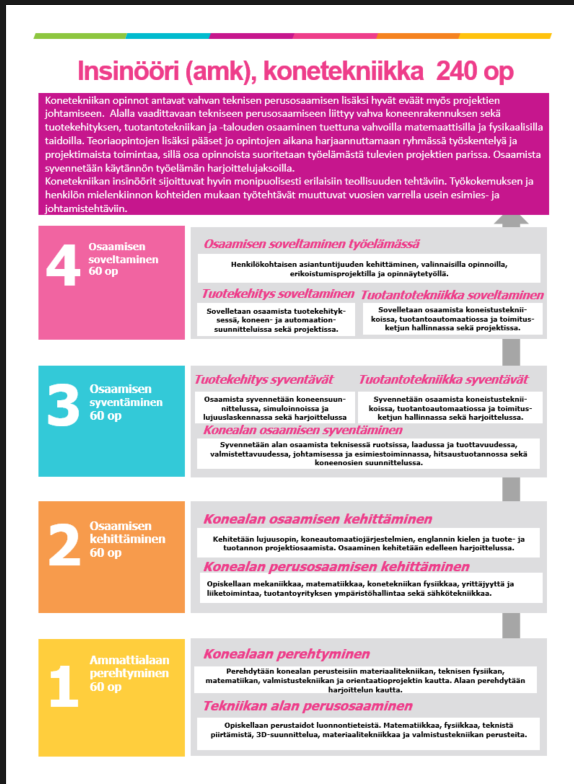 Insinööri (amk), konetekniikka 240 op
Konetekniikan opinnot antavat vahvan teknisen perusosaamisen lisäksi hyvät eväät myös projektien
johtamiseen. Alalla vaadittavaan tekniseen perusosaamiseen liittyy vahva koneenrakennuksen sekä
tuotekehityksen, tuotantotekniikan ja -talouden osaaminen tuettuna vahvoilla matemaattisilla ja fysikaalisilla
taidoilla. Teoriaopintojen lisäksi pääset jo opintojen aikana harjaannuttamaan ryhmässä työskentelyä ja
projektimaista toimintaa, sillä osa opinnoista suoritetaan työelämästä tulevien projektien parissa. Osaamista
syvennetään käytännön työelämän harjoittelujaksoilla.
Konetekniikan insinöörit sijoittuvat hyvin monipuolisesti erilaisiin teollisuuden tehtäviin. Työkokemuksen ja
henkilön mielenkiinnon kohteiden mukaan työtehtävät muuttuvat vuosien varrella usein esimies- ja
johtamistehtäviin.
4
Osaamisen
soveltaminen
60 op
Osaamisen soveltaminen työelämässä
Henkilökohtaisen asiantuntijuuden kehittäminen, valinnaisilla opinnoilla,
erikoistumisprojektilla ja opinnäytetyöllä.
Tuotekehitys soveltaminen
Sovelletaan osaamista tuotekehityk-
sessä, koneen- ja automaation-
suunnitteluissa sekä projektissa.
Tuotantotekniikka soveltaminen
Sovelletaan osaamista koneistusteknii-
koissa, tuotantoautomaatiossa ja toimitus-
ketjun hallinnassa sekä projektissa.
3
Osaamisen
syventäminen
60 op
Tuotekehitys syventävät
Osaamista syvennetään koneensuun-
nittelussa, simuloinnoissa ja
lujuuslaskennassa sekä harjoittelussa
Tuotantotekniikka syventävät
Syvennetään osaamista koneistustekni-
koissa, tuotantoautomaatiossa ja toimitus-
ketjun hallinnassa sekä harjoittelussa.
Konealan osaamisen syventäminen
Syvennetään alan osaamista teknisessä ruotsissa, laadussa ja tuottavuudessa,
valmistettavuudessa, johtamisessa ja esimiestoiminnassa, hitsaustuotannossa sekä
koneenosien suunnittelussa.
2
Osaamisen
kehittäminen
60 op
Konealan osaamisen kehittäminen
Kehitetään lujuusopin, koneautomaatiojärjestelmien, englannin kielen ja tuote- ja
tuotannon projektiosaamista. Osaaminen kehitetään edelleen harjoittelussa.
Konealan perusosaamisen kehittäminen
Opiskellaan mekaniikkaa, matematiikkaa, konetekniikan fysiikkaa, yrittäjyyttä ja
liiketoimintaa, tuotantoyrityksen ympäristöhallintaa sekä sähkötekniikkaa.
1
Ammattialaan
perehtyminen
60 op
Konealaan perehtyminen
Perehdytään konealan perusteisiin materiaalitekniikan, teknisen fysiikan,
matematiikan, valmistustekniikan ja orientaatioprojektin kautta. Alaan perehdytään
harjoittelun kautta.
Tekniikan alan perusosaaminen
Opiskellaan perustaidot luonnontieteistä. Matematiikkaa, fysiikkaa, teknistä
piirtämistä, 3D-suunnittelua, materiaalitekniikkaa ja valmistustekniikan perusteita.